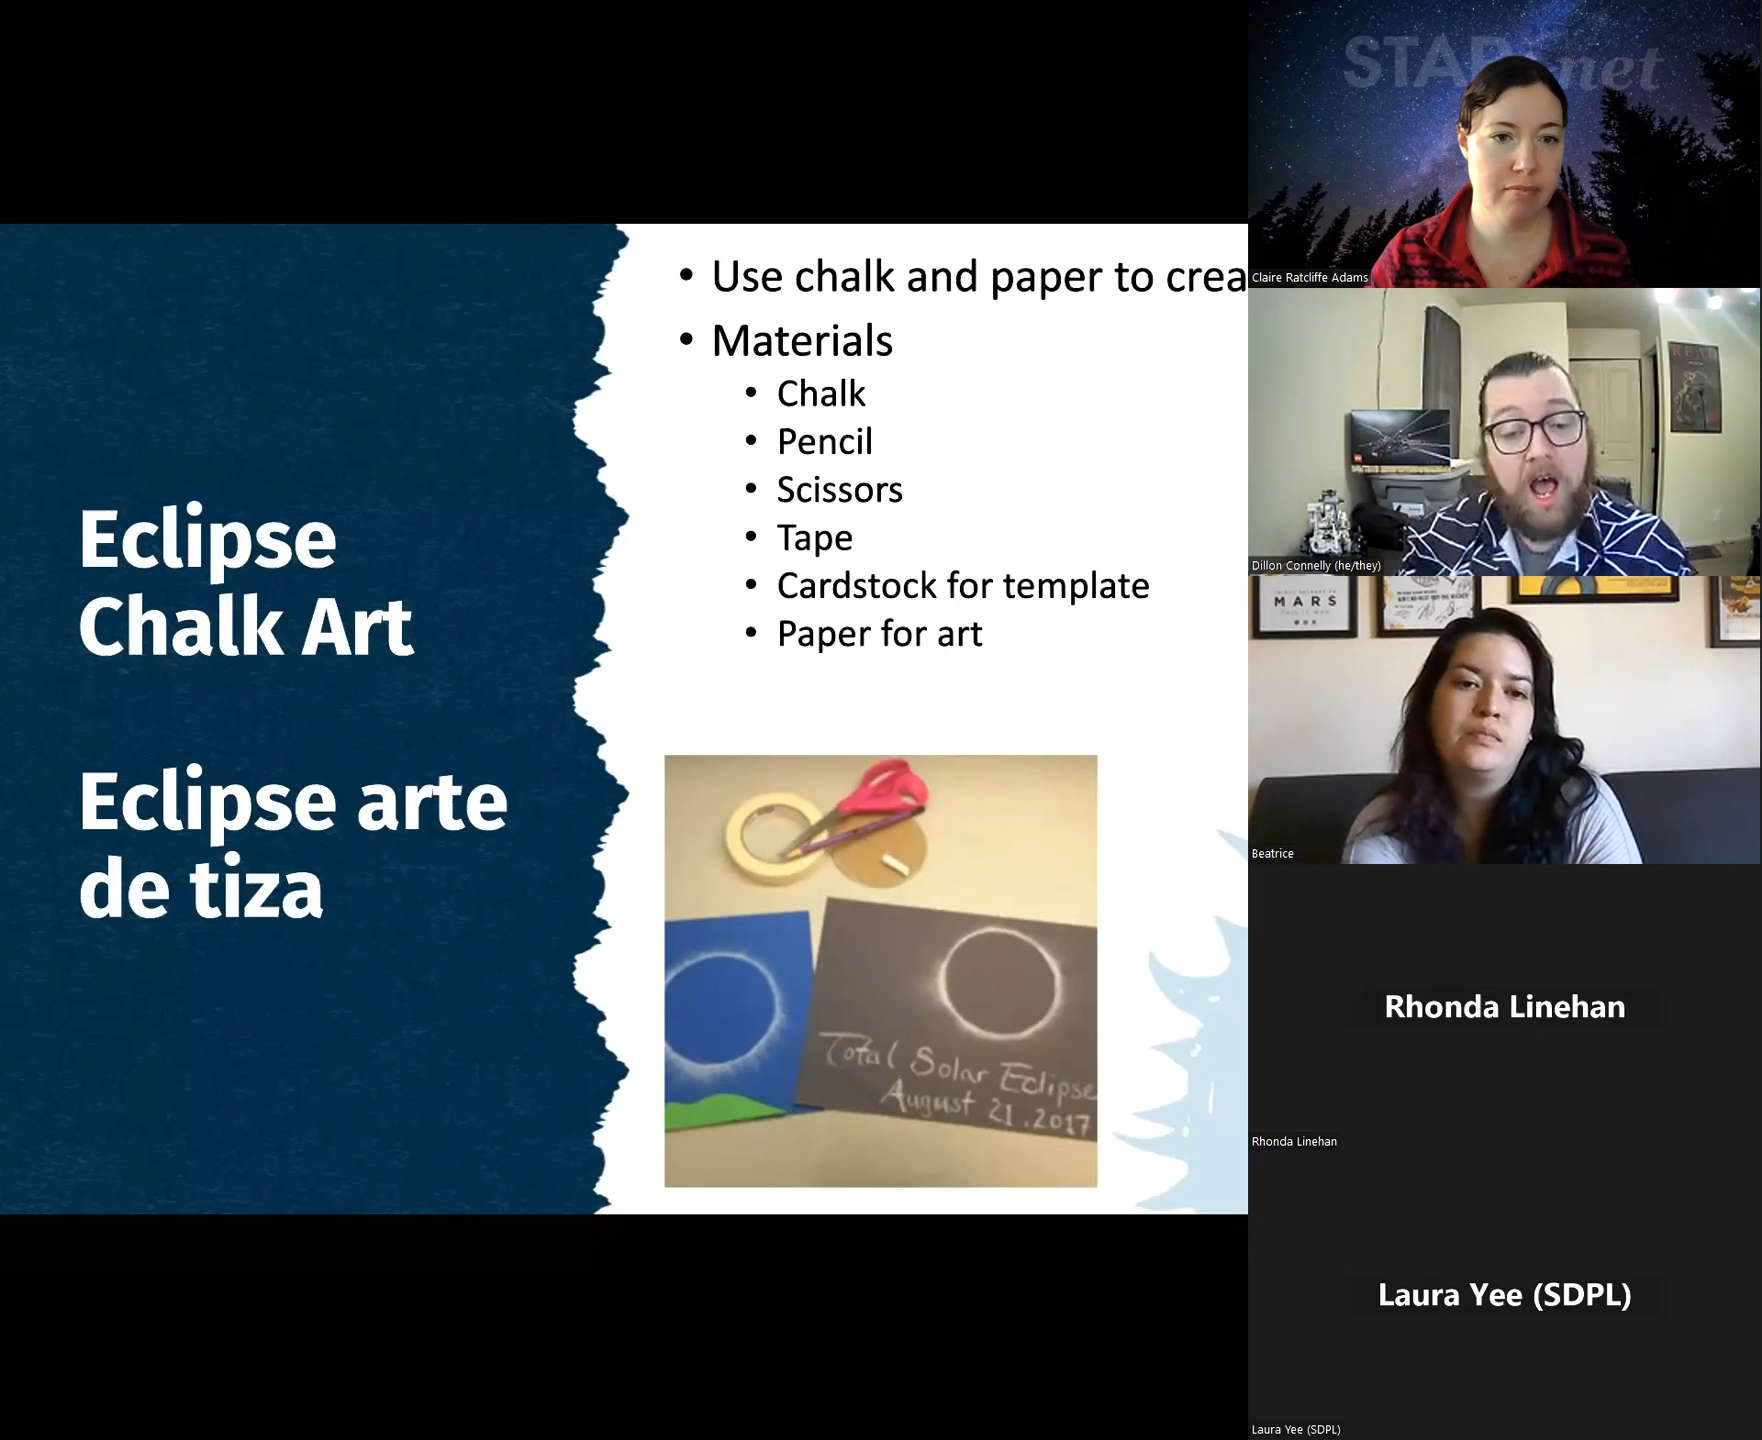 Eclipse
Chalk Art
Eclipse arte
de tiza
• Use chalk and paper to crea
• Materials
• Chalk
• Pencil
• Scissors
• Tape
• Cardstock for template
• Paper for art
Total Solar Eclipse
August 21.2017
STAR net
Claire Ratcliffe Adams
READ
Dillon Connelly (he/they)
MARS
Beatrice
Rhonda Linehan
Rhonda Linehan
Laura Yee (SDPL)
Laura Yee (SDPL)